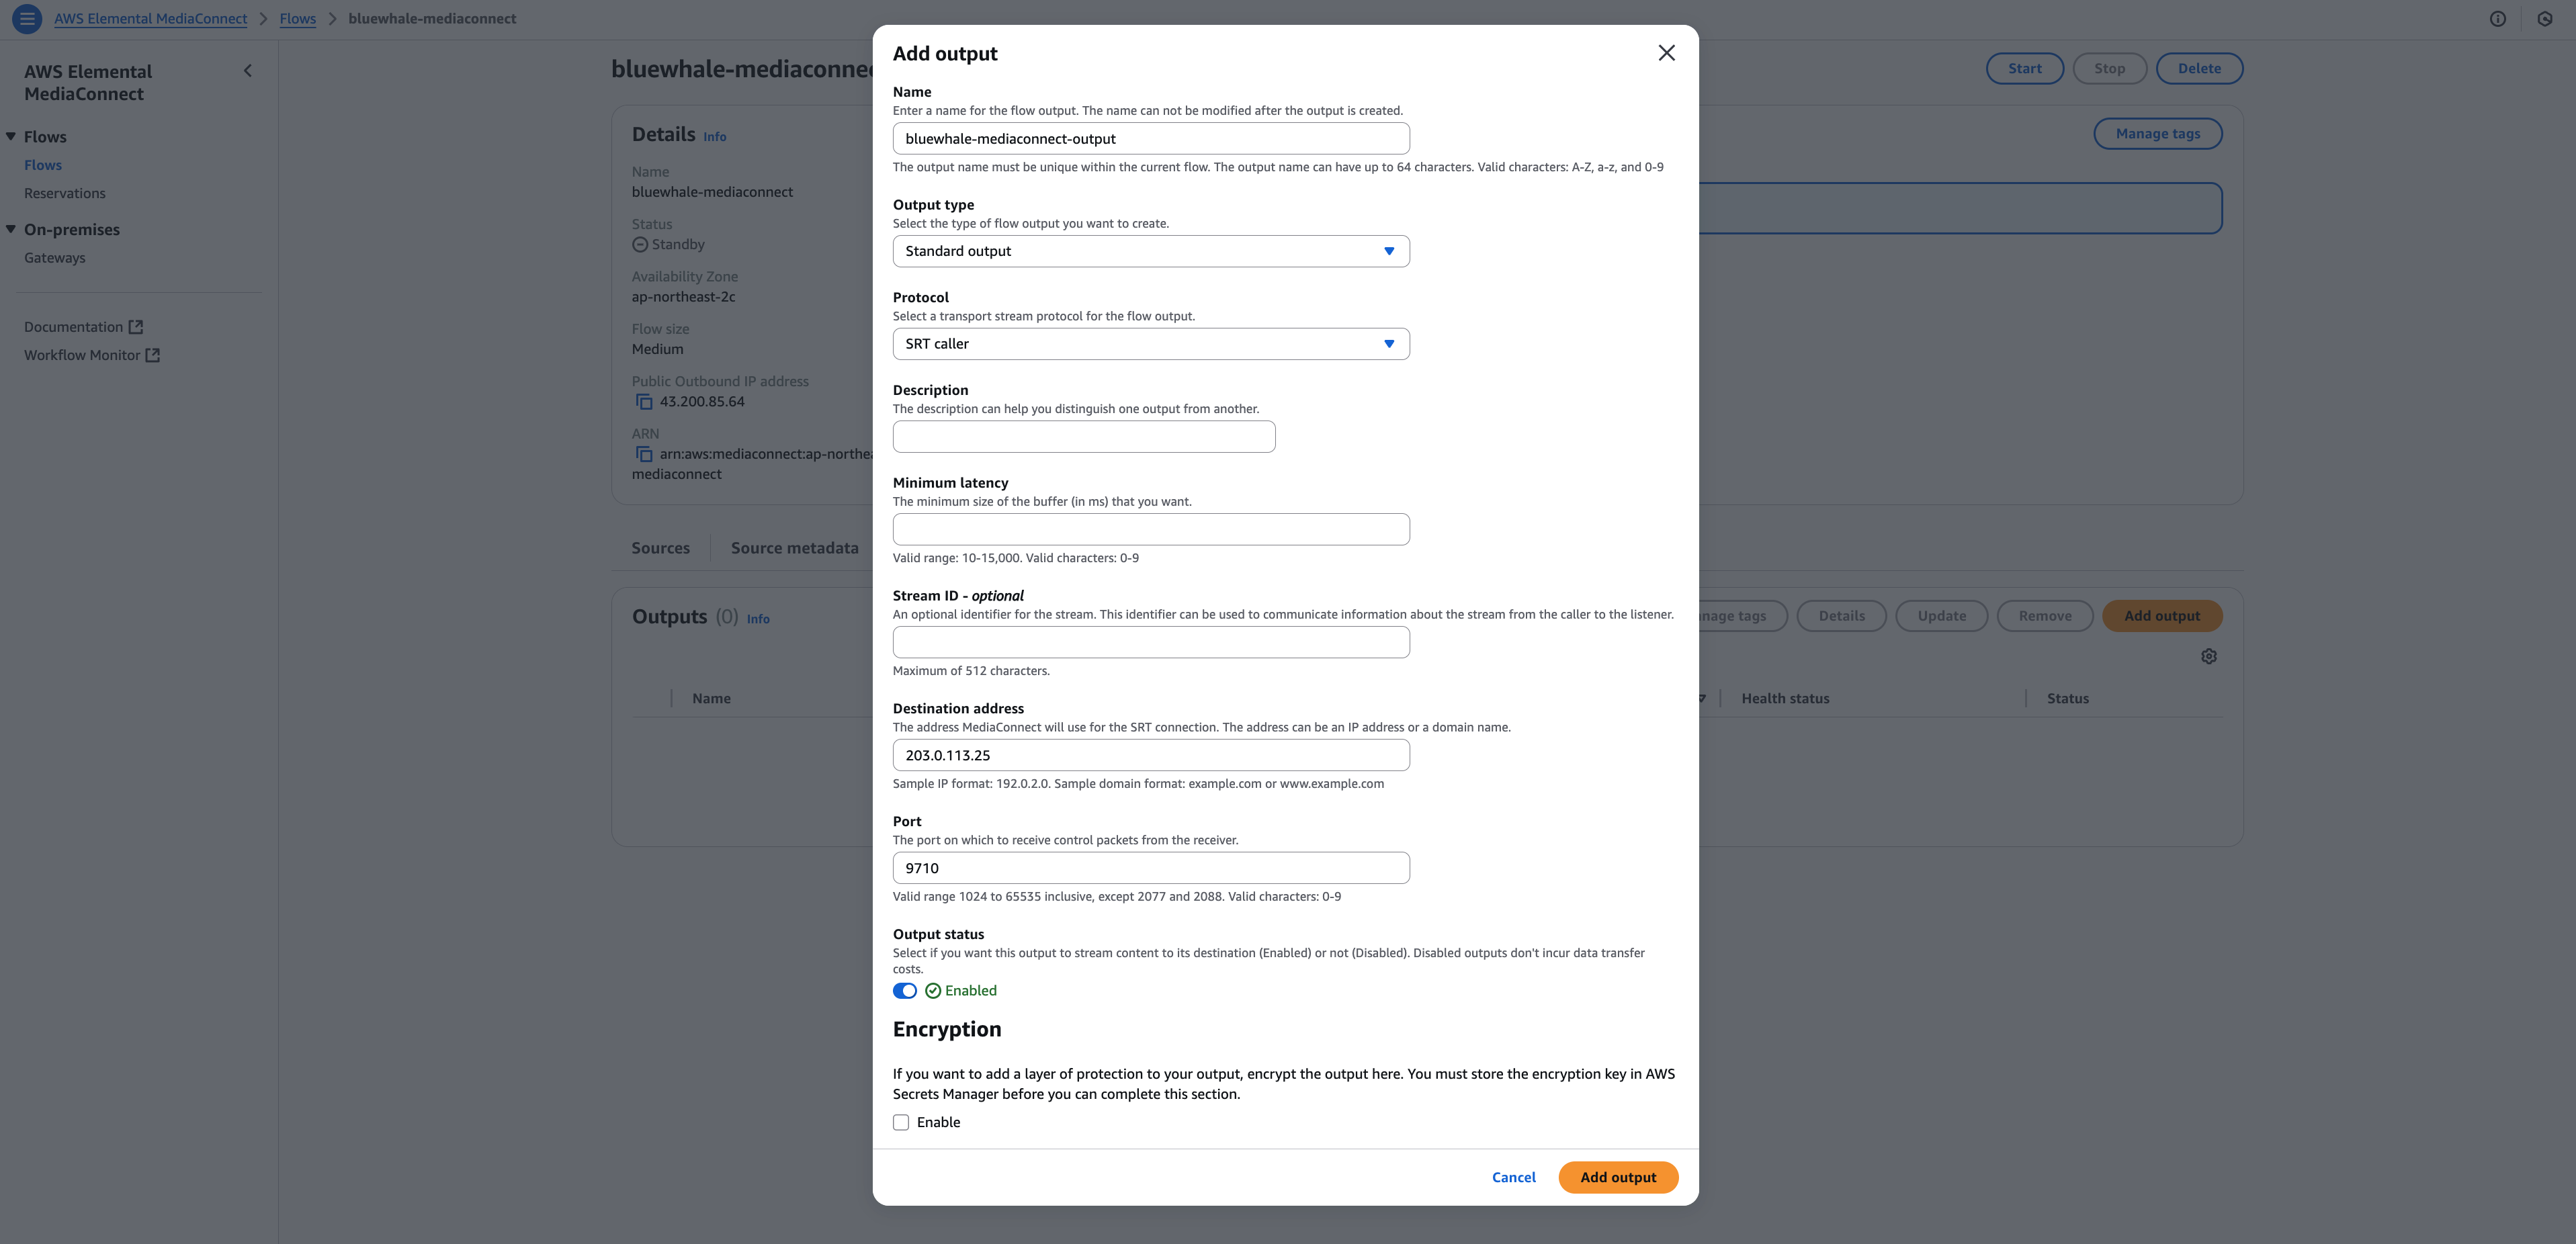 AWS Elemental MediaConnect
Flows
bluewhale-mediaconnect
AWS Elemental
MediaConnect
Flows
Flows
Reservations
On-premises
Gateways
Documentation
Workflow Monitor
bluewhale-mediaconnec
Start
Stop
Delete
Details Info
Manage tags
Name
bluewhale-mediaconnect
Status
Standby
Availability Zone
ap-northeast-2c
Flow size
Medium
Public Outbound IP address
43.200.85.64
ARN
arn:aws:mediaconnect:ap-northea
mediaconnect
Sources
Source metadata
Outputs (0) Info
nage tags
Details
Update
Remove
Add output
Name
Health status
Status
Add output
Name
Enter a name for the flow output. The name can not be modified after the output is created.
bluewhale-mediaconnect-output
The output name must be unique within the current flow. The output name can have up to 64 characters. Valid characters: A-Z, a-z, and 0-9
Output type
Select the type of flow output you want to create.
Standard output
Protocol
Select a transport stream protocol for the flow output.
SRT caller
Description
The description can help you distinguish one output from another.
Minimum latency
The minimum size of the buffer (in ms) that you want.
Valid range: 10-15,000. Valid characters: 0-9
Stream ID - optional
An optional identifier for the stream. This identifier can be used to communicate information about the stream from the caller to the listener.
Maximum of 512 characters.
Destination address
The address MediaConnect will use for the SRT connection. The address can be an IP address or a domain name.
203.0.113.25
Sample IP format: 192.0.2.0. Sample domain format: example.com or www.example.com
Port
The port on which to receive control packets from the receiver.
9710
Valid range 1024 to 65535 inclusive, except 2077 and 2088. Valid characters: 0-9
Output status
Select if you want this output to stream content to its destination (Enabled) or not (Disabled). Disabled outputs don't incur data transfer
costs.
Enabled
Encryption
If you want to add a layer of protection to your output, encrypt the output here. You must store the encryption key in AWS
Secrets Manager before you can complete this section.
Enable
Cancel
Add output